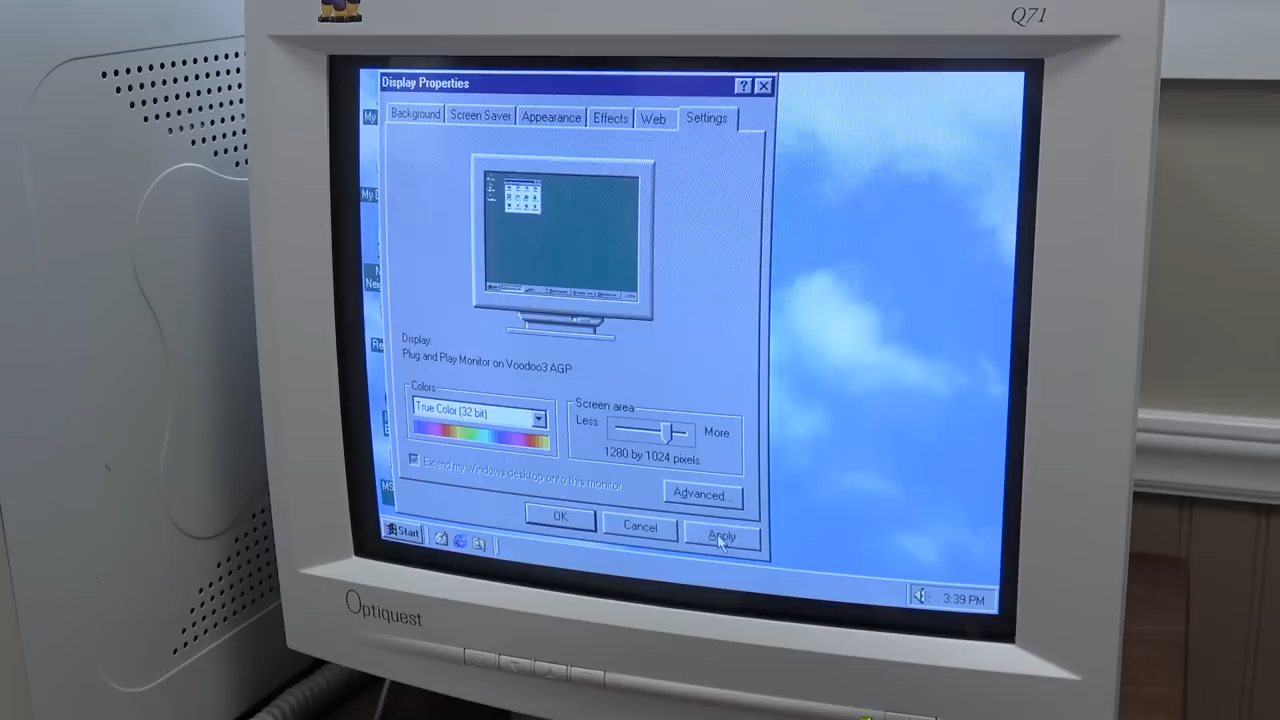 Q71
Display Properties
Background Screen Saver Appearance Effects Web Settings
My
My
Display:
Plug and Play Monitor on Voodoo3 AGP
Colors
True Color (32 bit)
Screen area
Less More
1280 by 1024 pixels
Extend my Windows desktop onto this monitor.
Advanced...
OK Cancel Apply
Start
3:39 PM
Optiquest